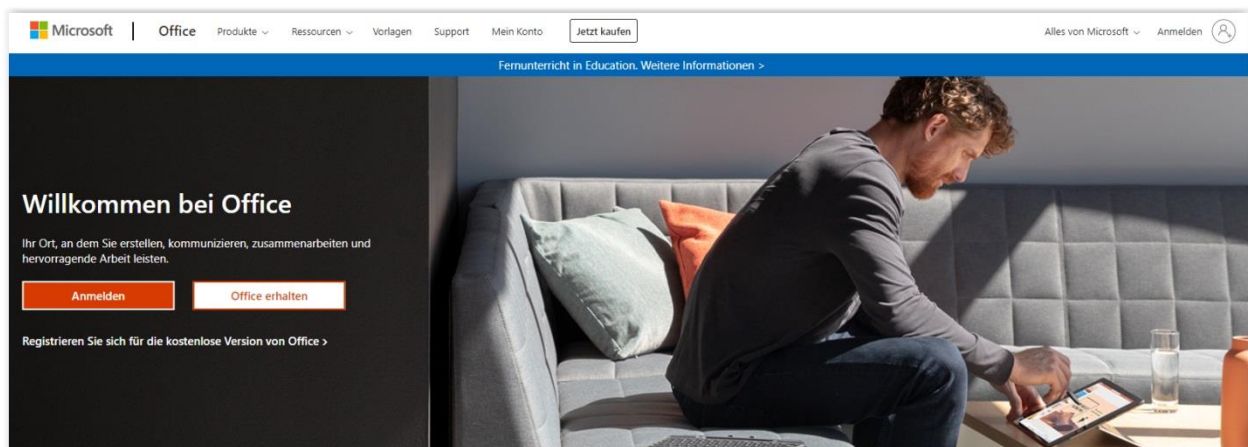 Microsoft Office Produkte Ressourcen Vorlagen Support Mein Konto Jetzt kaufen Alles von Microsoft Anmelden
Fernunterricht in Education. Weitere Informationen >
Willkommen bei Office
Ihr Ort, an dem Sie erstellen, kommunizieren, zusammenarbeiten und
hervorragende Arbeit leisten.
Anmelden Office erhalten
Registrieren Sie sich für die kostenlose Version von Office >